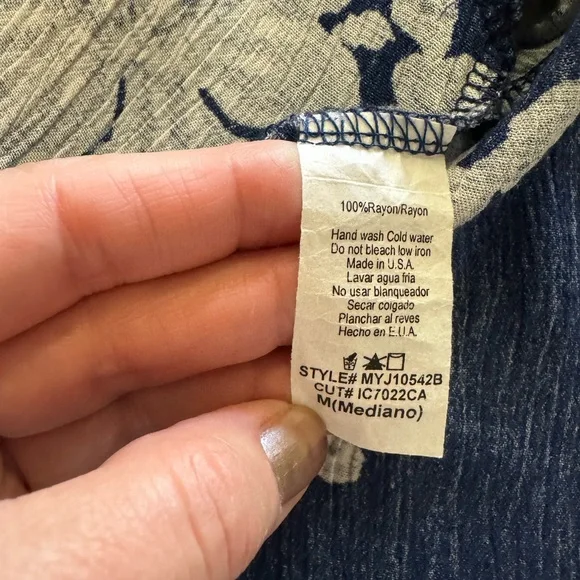 100%Rayon/Rayon
Hand wash Cold water
Do not bleach low iron
Made in U.S.A.
Lavar agua fria
No usar blanqueador
Secar colgado
Planchar al reves
Hecho en E.U.A.
STYLE# MYJ10542B
CUT# IC7022CA
M(Mediano)